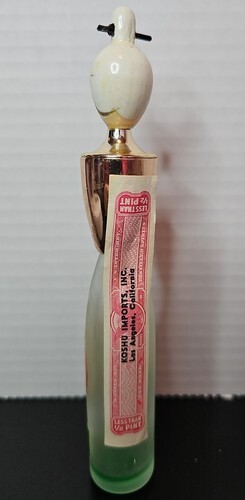 LESS THAN
½ PINT
KOSHU IMPORTS, INC.
Los Angeles, California
LESS THAN
½ PINT